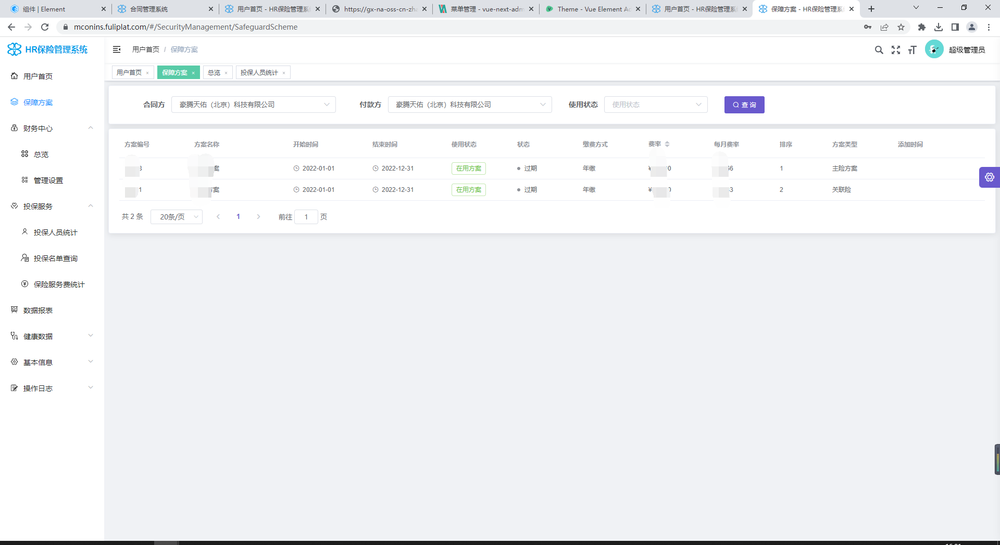 组件 | Element
合同管理系统
用户首页 - HR保险管理系
https://gx-na-oss-cn-zha
菜单管理 - vue-next-adm
Theme - Vue Element Ad
用户首页 - HR保险管理系
保障方案 - HR保险管理系
mconins.fuliplat.com/#/SecurityManagement/SafeguardScheme
HR保险管理系统
用户首页 / 保障方案
超级管理员
用户首页 ×
保障方案 ×
总览 ×
投保人员统计 ×
用户首页
保障方案
财务中心
总览
管理设置
投保服务
投保人员统计
投保名单查询
保险服务费统计
数据报表
健康数据
基本信息
操作日志
合同方 豪腾天佑（北京）科技有限公司 付款方 豪腾天佑（北京）科技有限公司 使用状态 使用状态 查 询
方案编号 方案名称 开始时间 结束时间 使用状态 状态 缴费方式 费率 每月费率 排序 方案类型 添加时间
3 案 2022-01-01 2022-12-31 在用方案 过期 年缴 ¥ 0 66 1 主险方案
1 案 2022-01-01 2022-12-31 在用方案 过期 年缴 ¥ 3 2 关联险
共 2 条 20条/页 1 前往 1 页